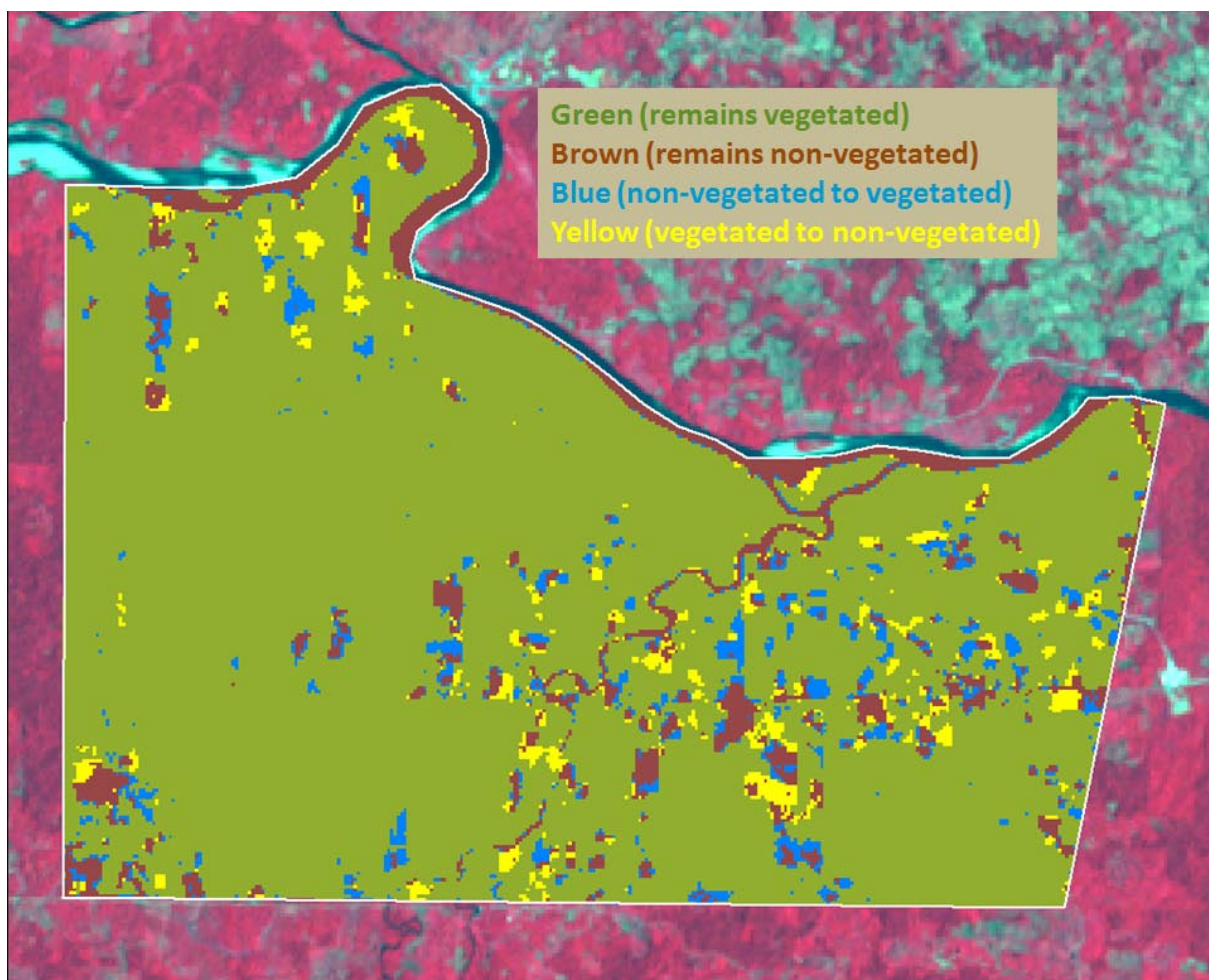 Green (remains vegetated)
Brown (remains non-vegetated)
Blue (non-vegetated to vegetated)
Yellow (vegetated to non-vegetated)